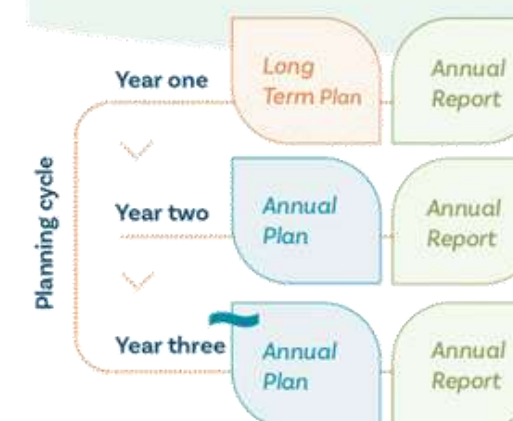 Year one
Long
Term Plan
Annual
Report
Planning cycle
Year two
Annual
Plan
Annual
Report
Year three
Annual
Plan
Annual
Report